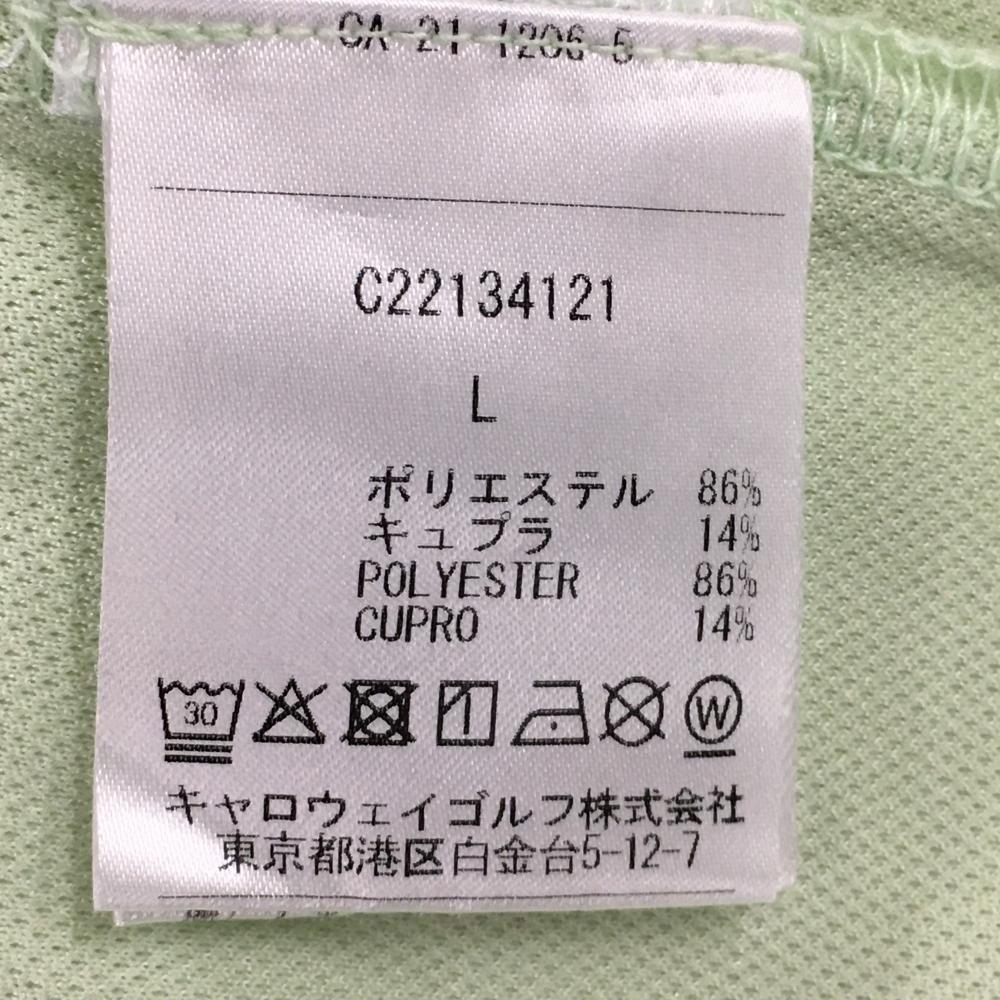 CA 21 1206 5
C22134121
L
ポリエステル 86%
キュプラ 14%
POLYESTER 86%
CUPRO 14%
30 W
キャロウェイゴルフ株式会社
東京都港区白金台5-12-7